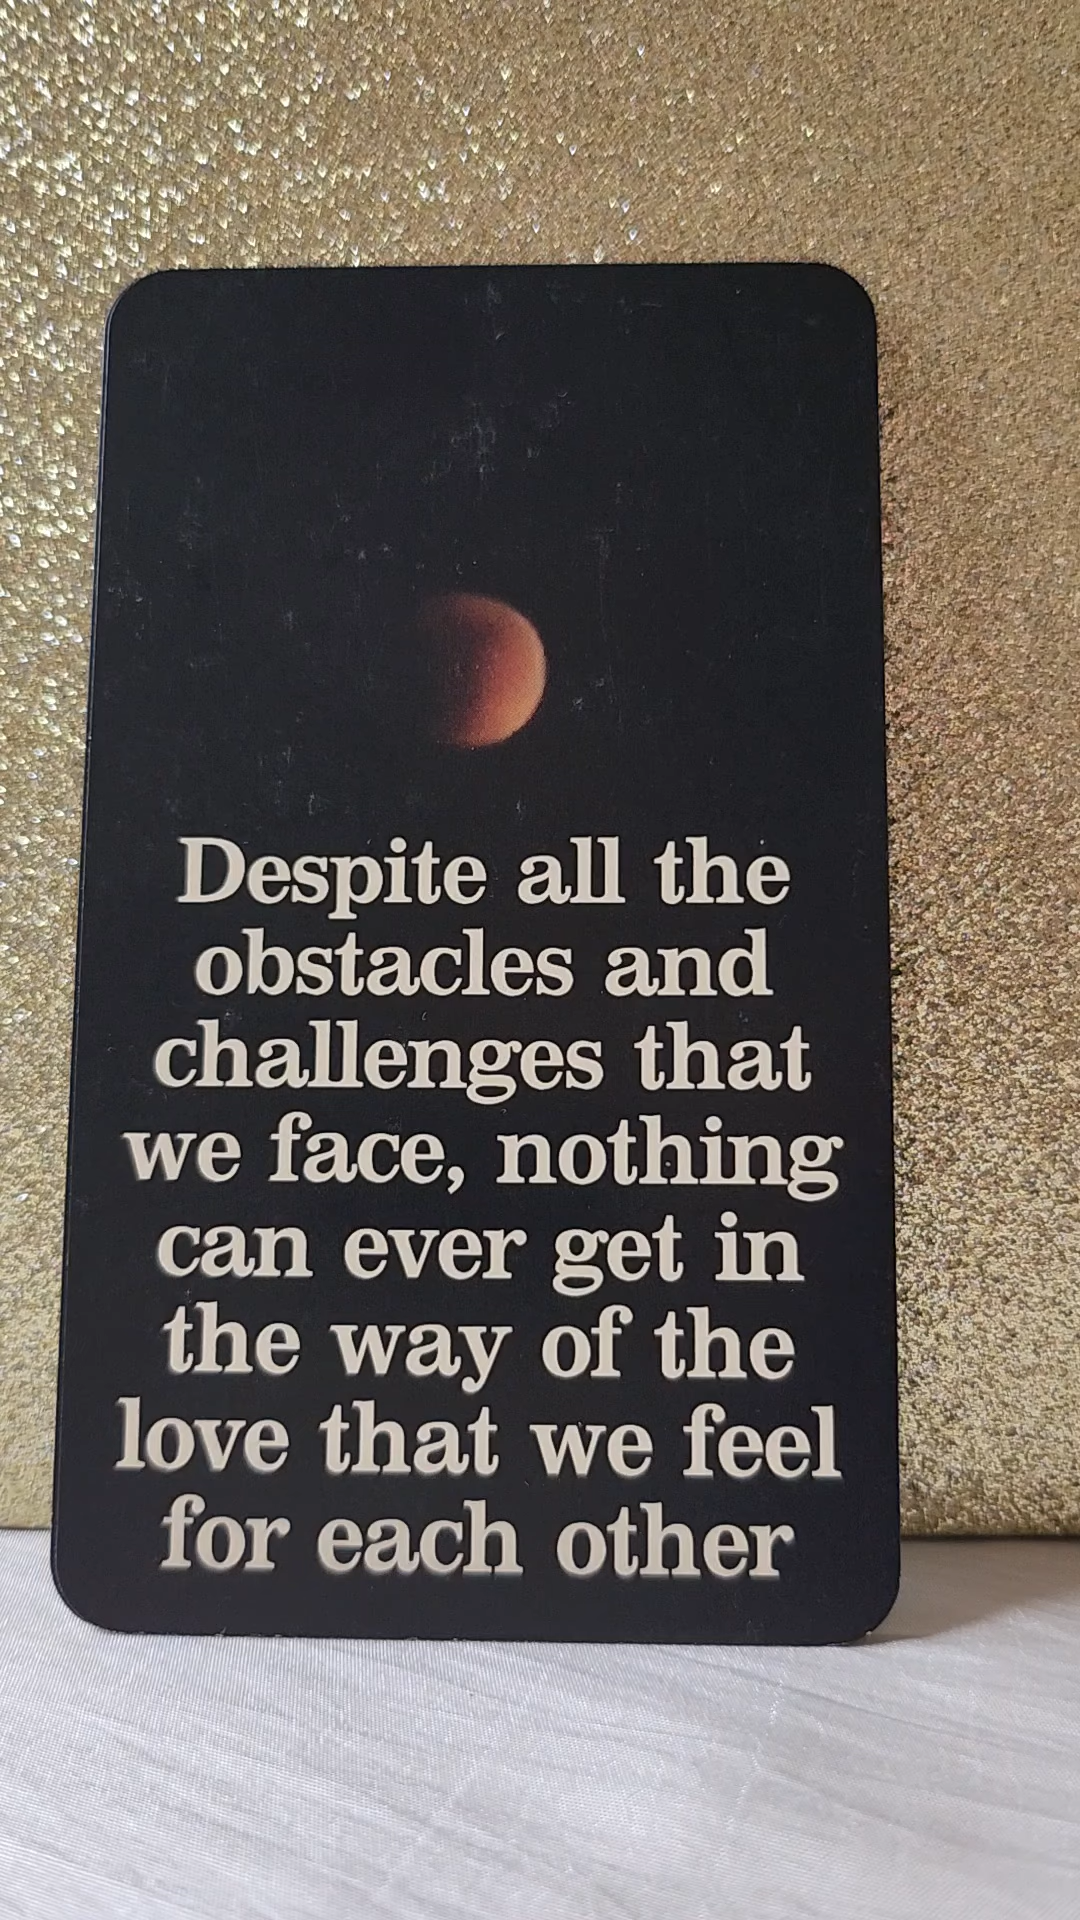 Despite all the
obstacles and
challenges that
we face, nothing
can ever get in
the way of the
love that we feel
for each other